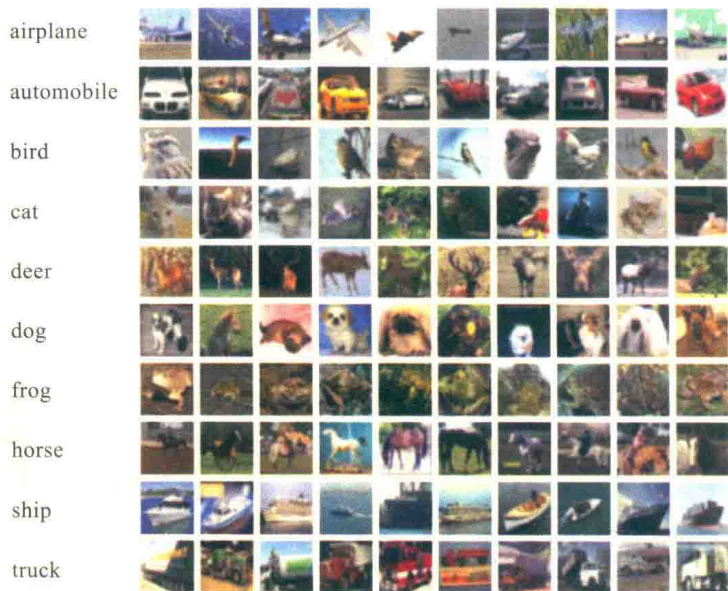 airplane
automobile
bird
cat
deer
dog
frog
horse
ship
truck